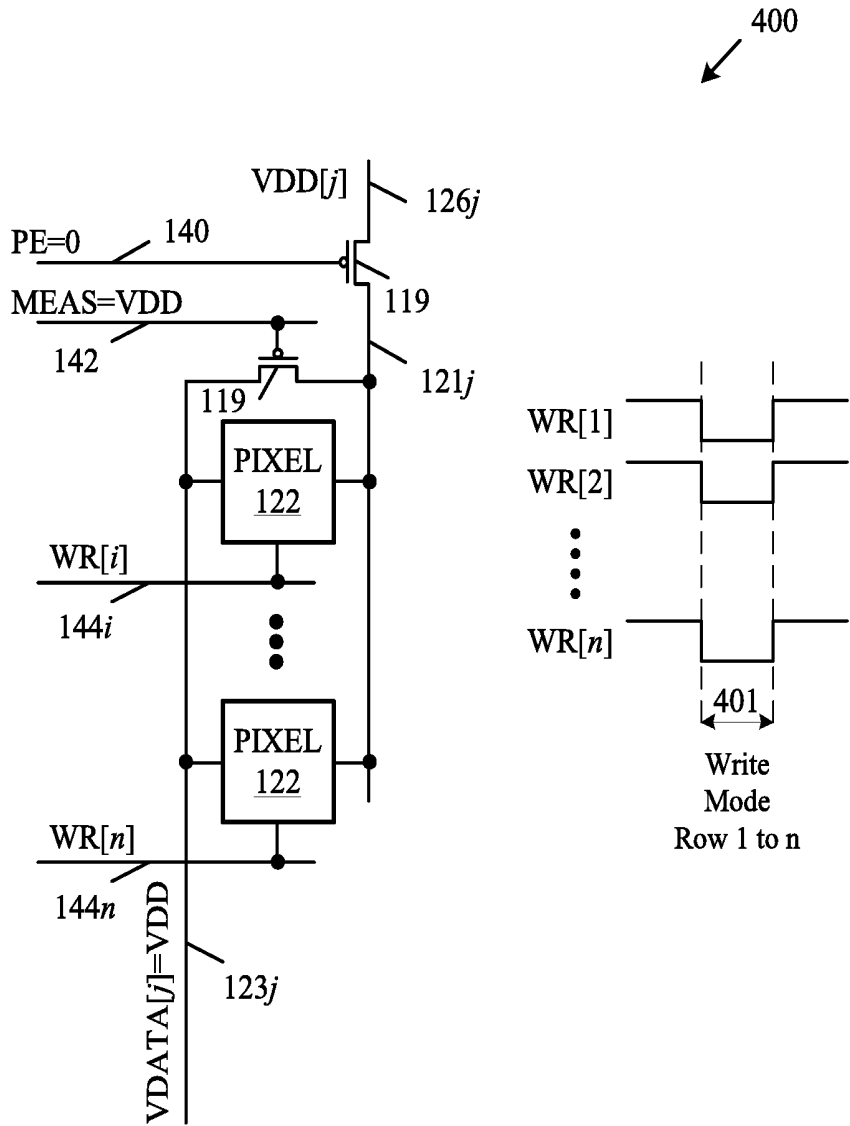 400
VDD[j]
126j
PE=0
140
119
MEAS=VDD
142
121j
119
PIXEL
122
WR[i]
144i
PIXEL
122
WR[n]
144n
VDATA[j]=VDD
123j
WR[1]
WR[2]
WR[n]
401
Write
Mode
Row 1 to n